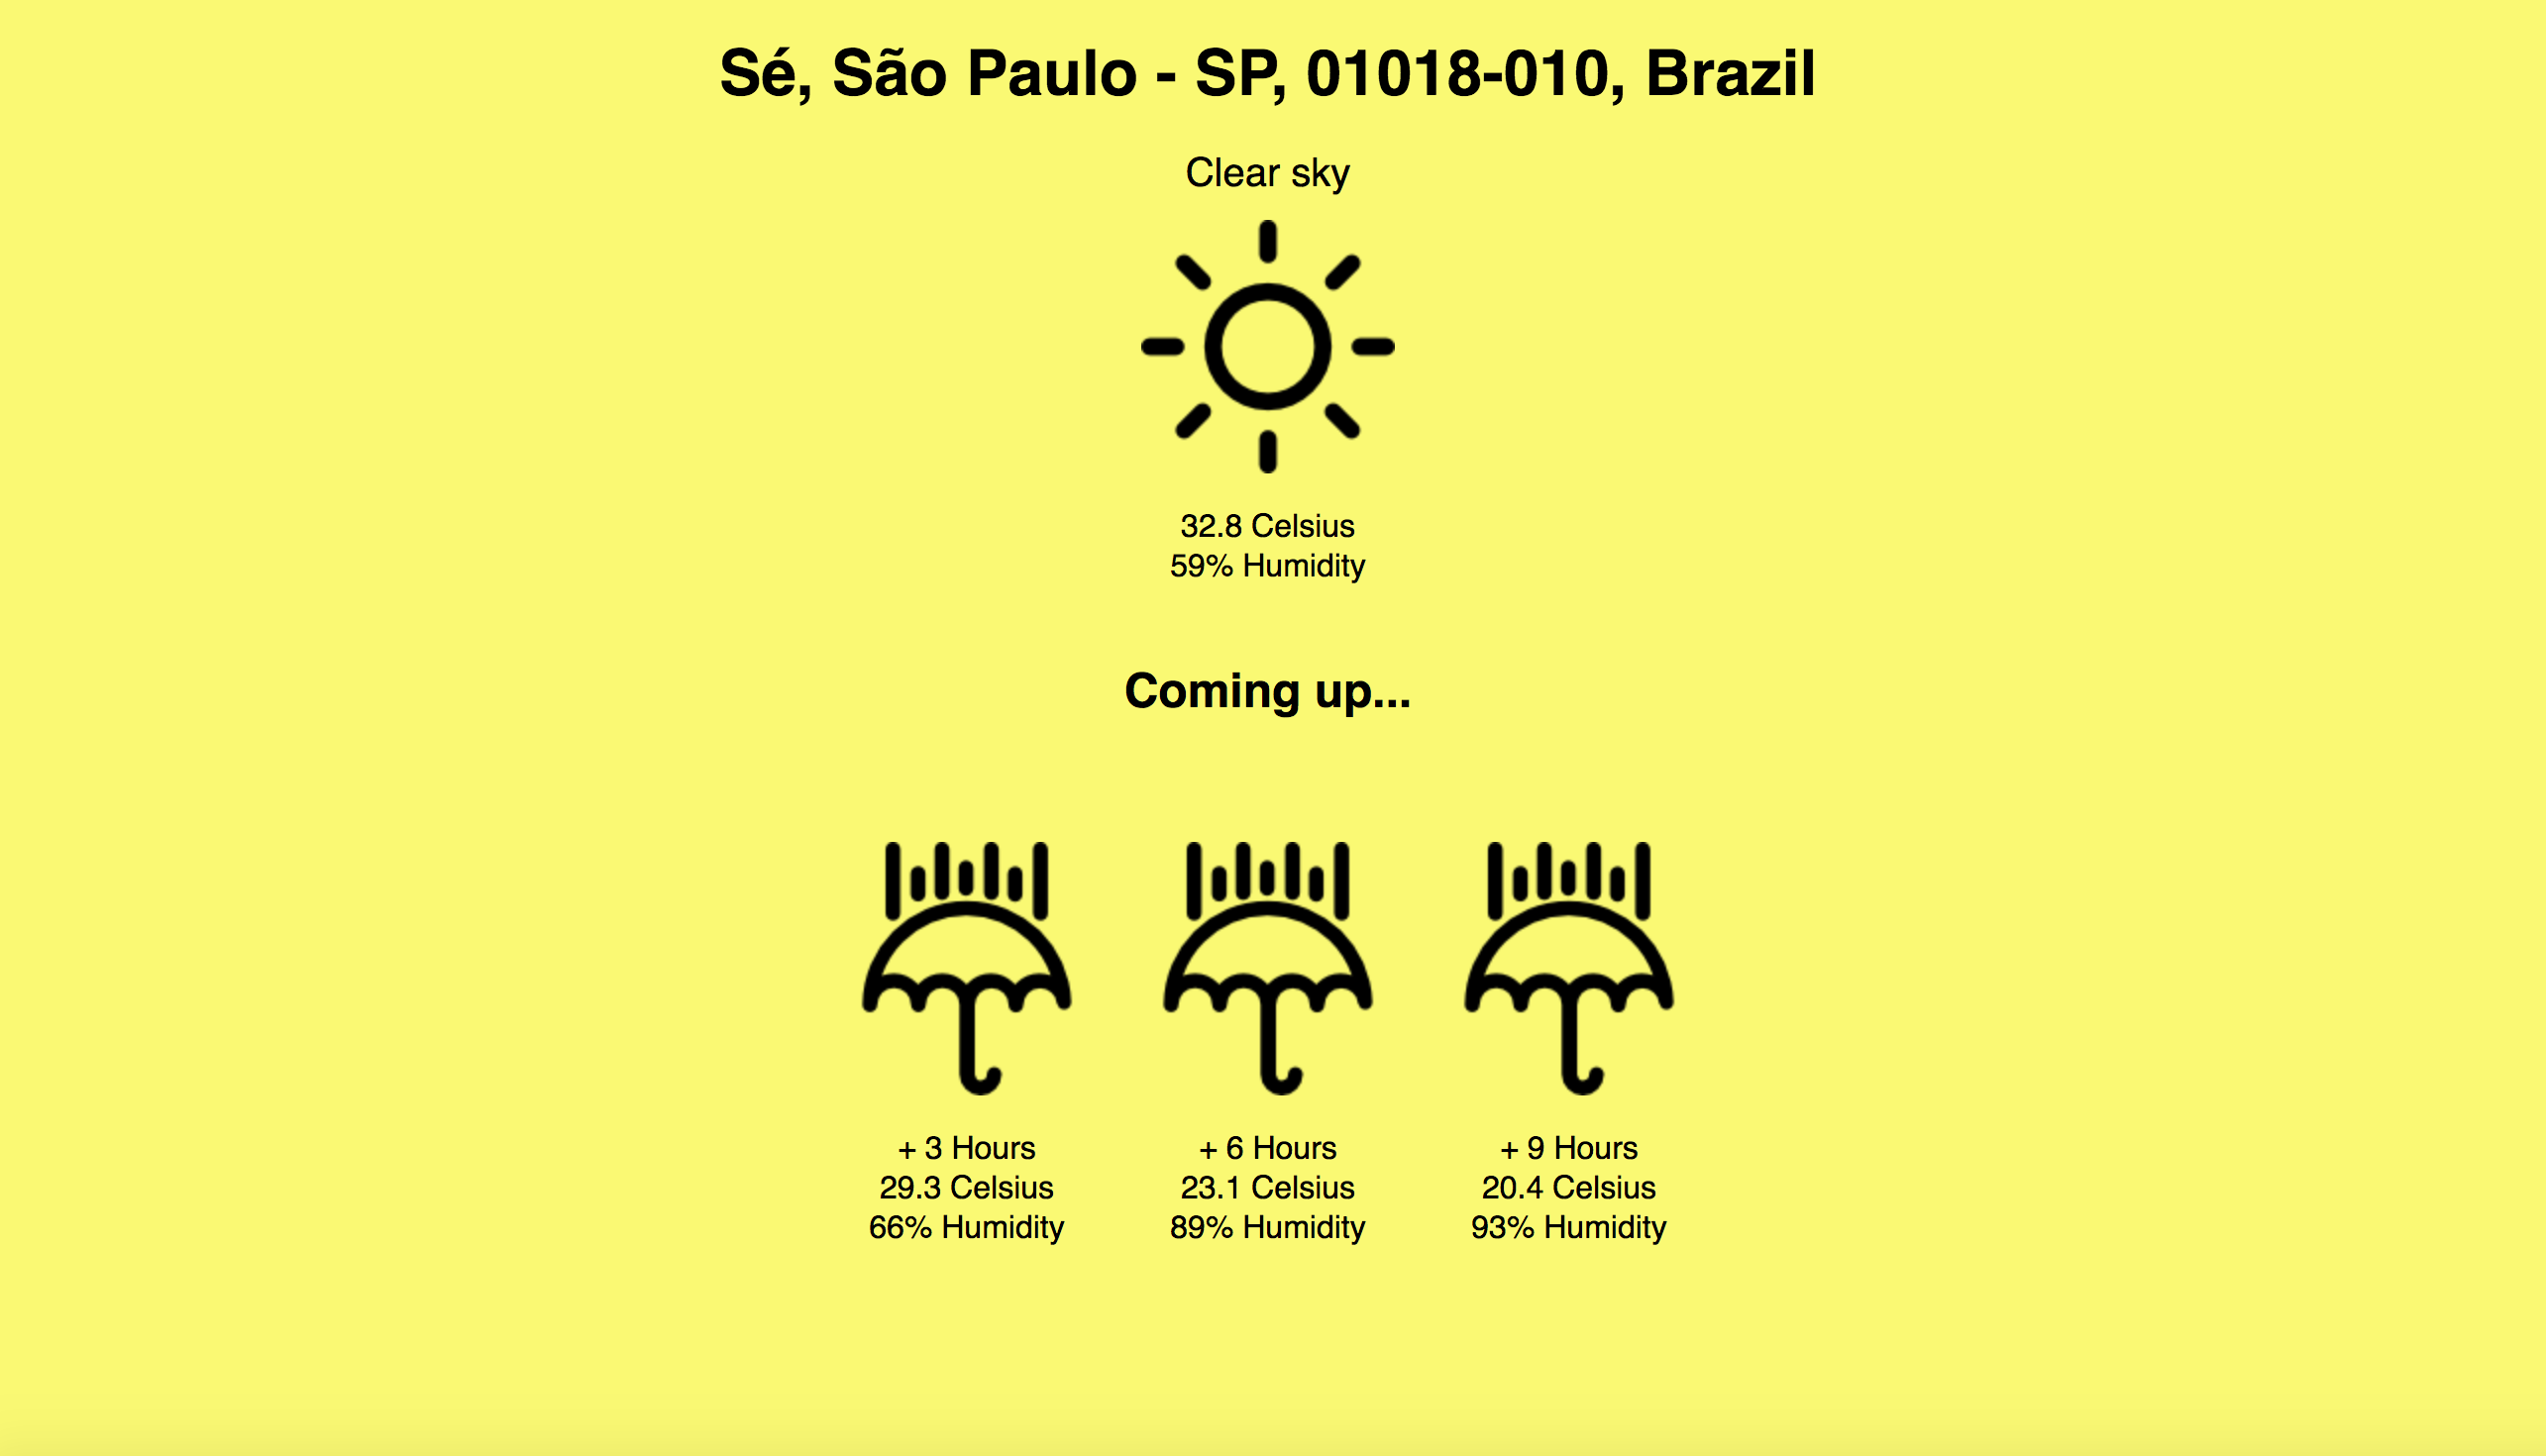 Sé, São Paulo - SP, 01018-010, Brazil
Clear sky
32.8 Celsius
59% Humidity
Coming up...
+ 3 Hours
29.3 Celsius
66% Humidity
+ 6 Hours
23.1 Celsius
89% Humidity
+ 9 Hours
20.4 Celsius
93% Humidity